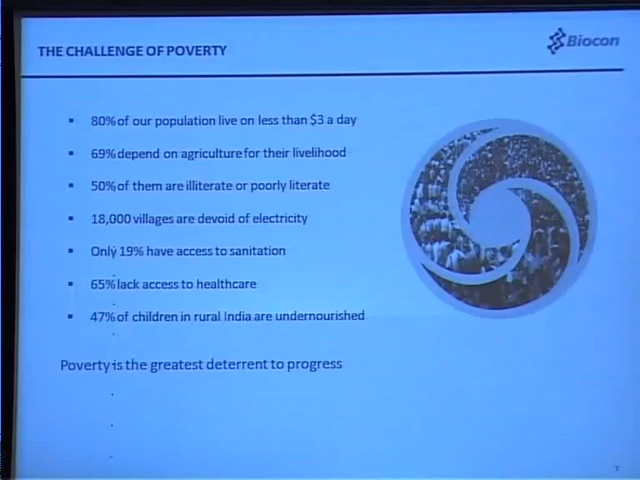 THE CHALLENGE OF POVERTY
Biocon
▪ 80% of our population live on less than $3 a day
▪ 69% depend on agriculture for their livelihood
▪ 50% of them are illiterate or poorly literate
▪ 18,000 villages are devoid of electricity
▪ Only 19% have access to sanitation
▪ 65% lack access to healthcare
▪ 47% of children in rural India are undernourished
Poverty is the greatest deterrent to progress